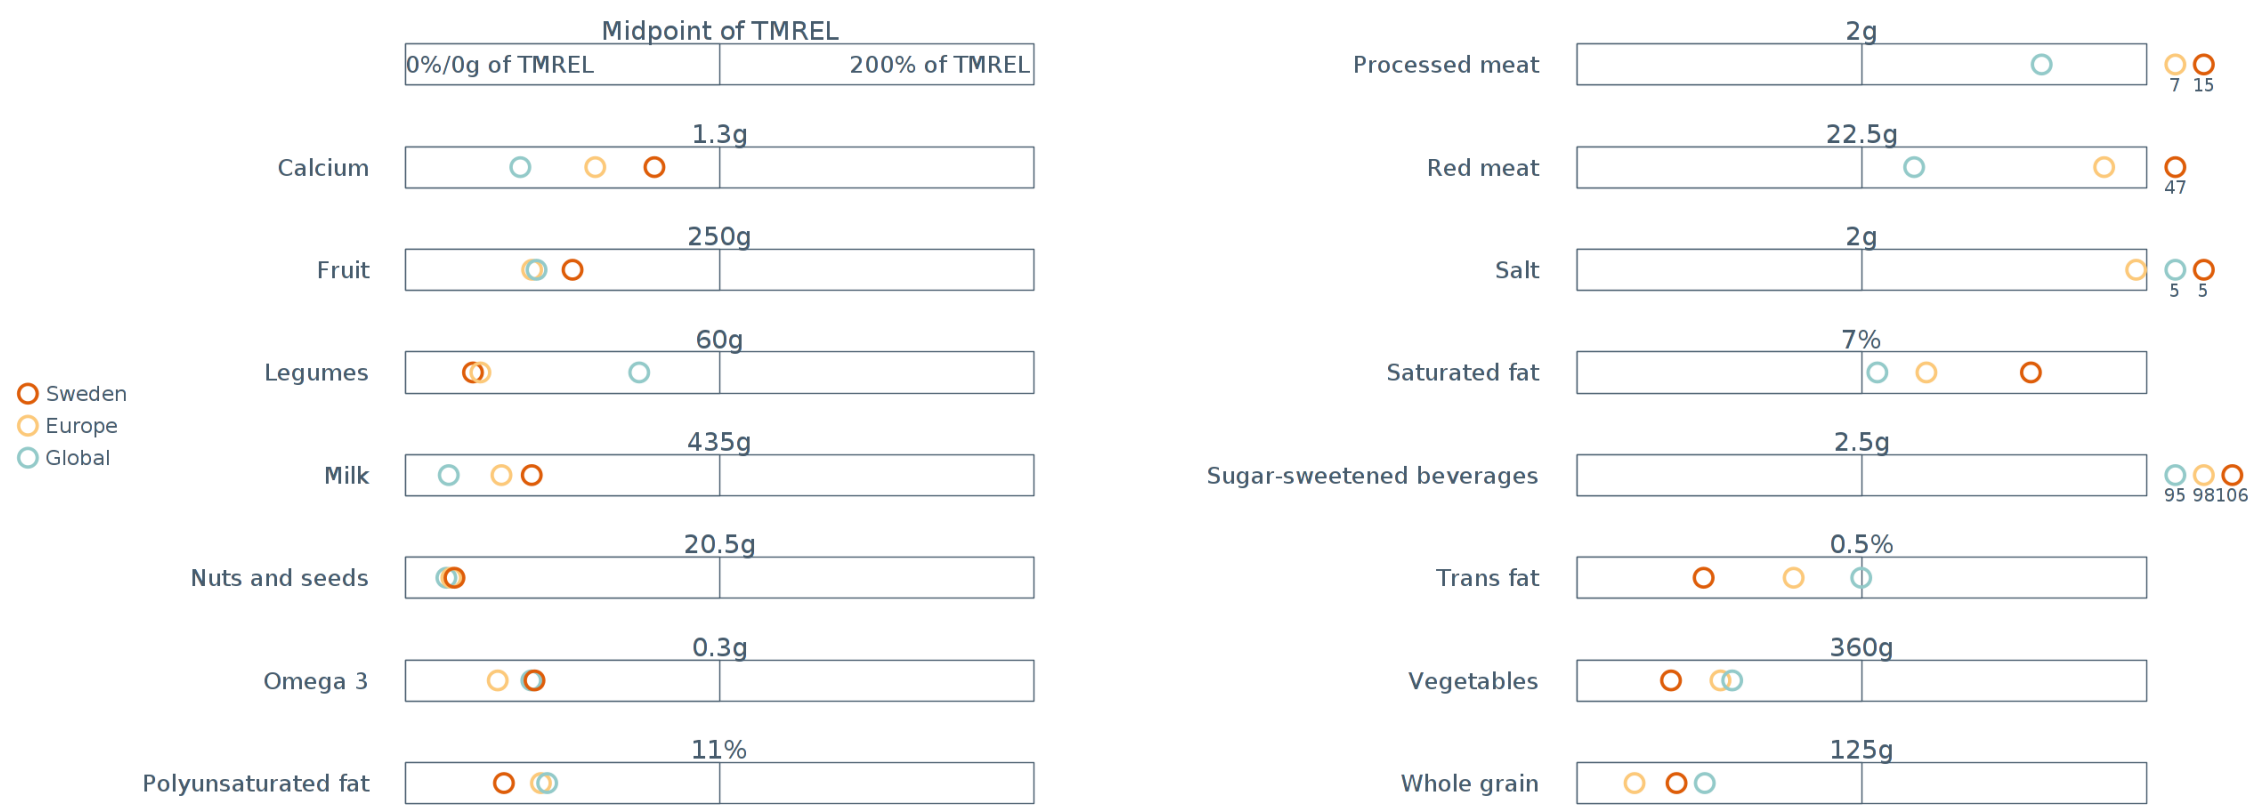 Midpoint of TMREL
0%/0g of TMREL
200% of TMREL
1.3g
Calcium
250g
Fruit
60g
Legumes
435g
Milk
20.5g
Nuts and seeds
0.3g
Omega 3
11%
Polyunsaturated fat
Sweden
Europe
Global
2g
Processed meat
7 15
22.5g
Red meat
47
2g
Salt
5 5
7%
Saturated fat
2.5g
Sugar-sweetened beverages
95 98 106
0.5%
Trans fat
360g
Vegetables
125g
Whole grain